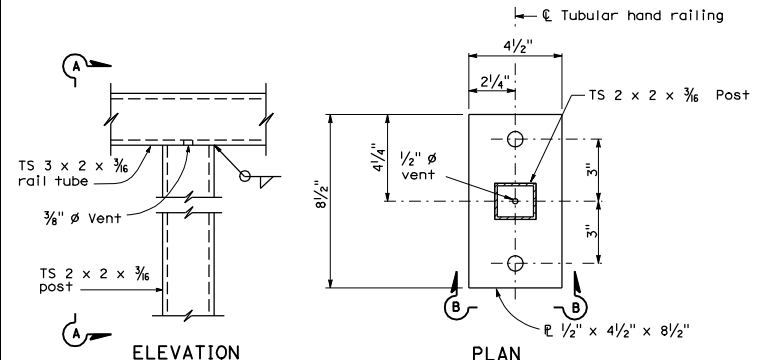 ℄ Tubular hand railing
4½"
2¼"
TS 2 x 2 x 3⁄16 Post
A
8½"
4¼"
½" ø
vent
3"
3"
TS 3 x 2 x 3⁄16
rail tube
⅜" ø Vent
TS 2 x 2 x 3⁄16
post
A
B
B
℄ ½" x 4½" x 8½"
ELEVATION
PLAN